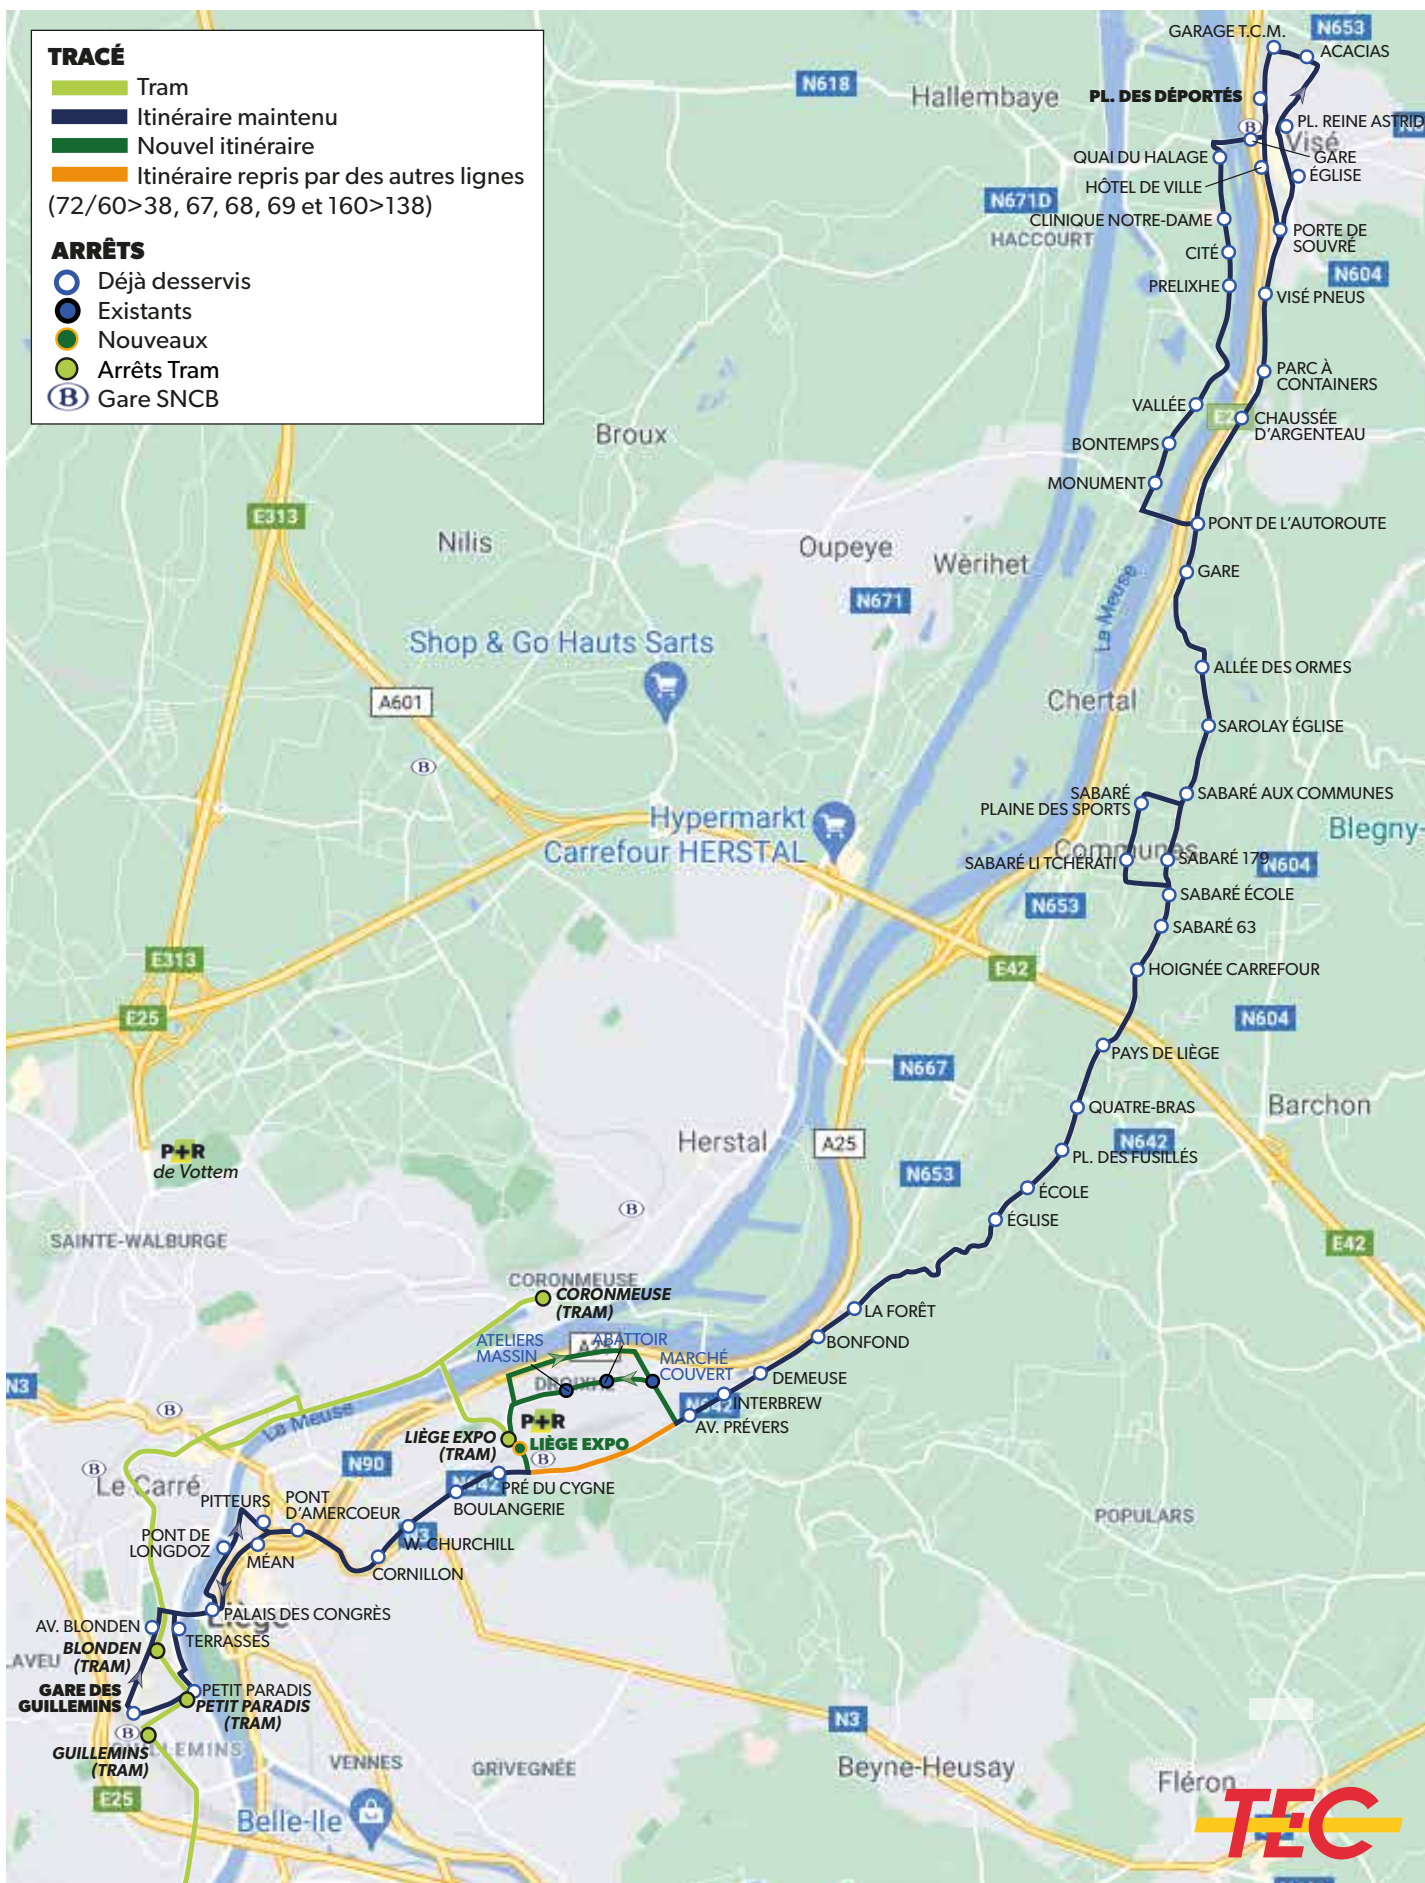 TRACÉ
Tram
Itinéraire maintenu
Nouvel itinéraire
Itinéraire repris par des autres lignes
(72/60>38, 67, 68, 69 et 160>138)
ARRÊTS
Déjà desservis
Existants
Nouveaux
Arrêts Tram
B Gare SNCB
GARAGE T.C.M.
N653
ACACIAS
N618
Hallembaye
PL. DES DÉPORTÉS
B
PL. REINE ASTRID
Visé
QUAI DU HALAGE
GARE
ÉGLISE
HÔTEL DE VILLE
N671D
CLINIQUE NOTRE-DAME
HACCOURT
PORTE DE
SOUVRÉ
CITÉ
N604
PRELIXHE
VISÉ PNEUS
PARC À
CONTAINERS
VALLÉE
CHAUSSÉE
D'ARGENTEAU
Broux
BONTEMPS
MONUMENT
E313
PONT DE L'AUTOROUTE
Nilis
Oupeye
Wèrihet
GARE
N671
La Meuse
Shop & Go Hauts Sarts
ALLÉE DES ORMES
A601
Chertal
SAROLAY ÉGLISE
B
SABARÉ
PLAINE DES SPORTS
SABARÉ AUX COMMUNES
Hypermarkt
Carrefour HERSTAL
Blegny-
Communes
SABARÉ LI TCHERATI
SABARÉ 179
N604
N653
SABARÉ ÉCOLE
SABARÉ 63
E313
E42
HOIGNÉE CARREFOUR
E25
N604
PAYS DE LIÈGE
N667
QUATRE-BRAS
Barchon
Herstal
A25
N642
P+R
de Vottem
PL. DES FUSILLÉS
N653
ÉCOLE
B
ÉGLISE
SAINTE-WALBURGE
E42
CORONMEUSE
CORONMEUSE
(TRAM)
LA FORÊT
ATELIERS
MASSIN
ABATTOIR
BONFOND
MARCHÉ
COUVERT
DROIXHE
DEMEUSE
N3
INTERBREW
B
La Meuse
P+R
AV. PRÉVERS
LIÈGE EXPO
(TRAM)
LIÈGE EXPO
B
N90
B
Le Carré
N642
PRÉ DU CYGNE
PITTEURS
PONT
D'AMERCOEUR
BOULANGERIE
POPULARS
PONT DE
LONGDOZ
N3
W. CHURCHILL
MÉAN
CORNILLON
PALAIS DES CONGRÈS
Liège
AV. BLONDEN
TERRASSES
BLONDEN
(TRAM)
LAVEU
GARE DES
GUILLEMINS
PETIT PARADIS
PETIT PARADIS
(TRAM)
B
N3
GUILLEMINS
GUILLEMINS
(TRAM)
VENNES
GRIVEGNÉE
Beyne-Heusay
Fléron
E25
Belle-Ile
TEC